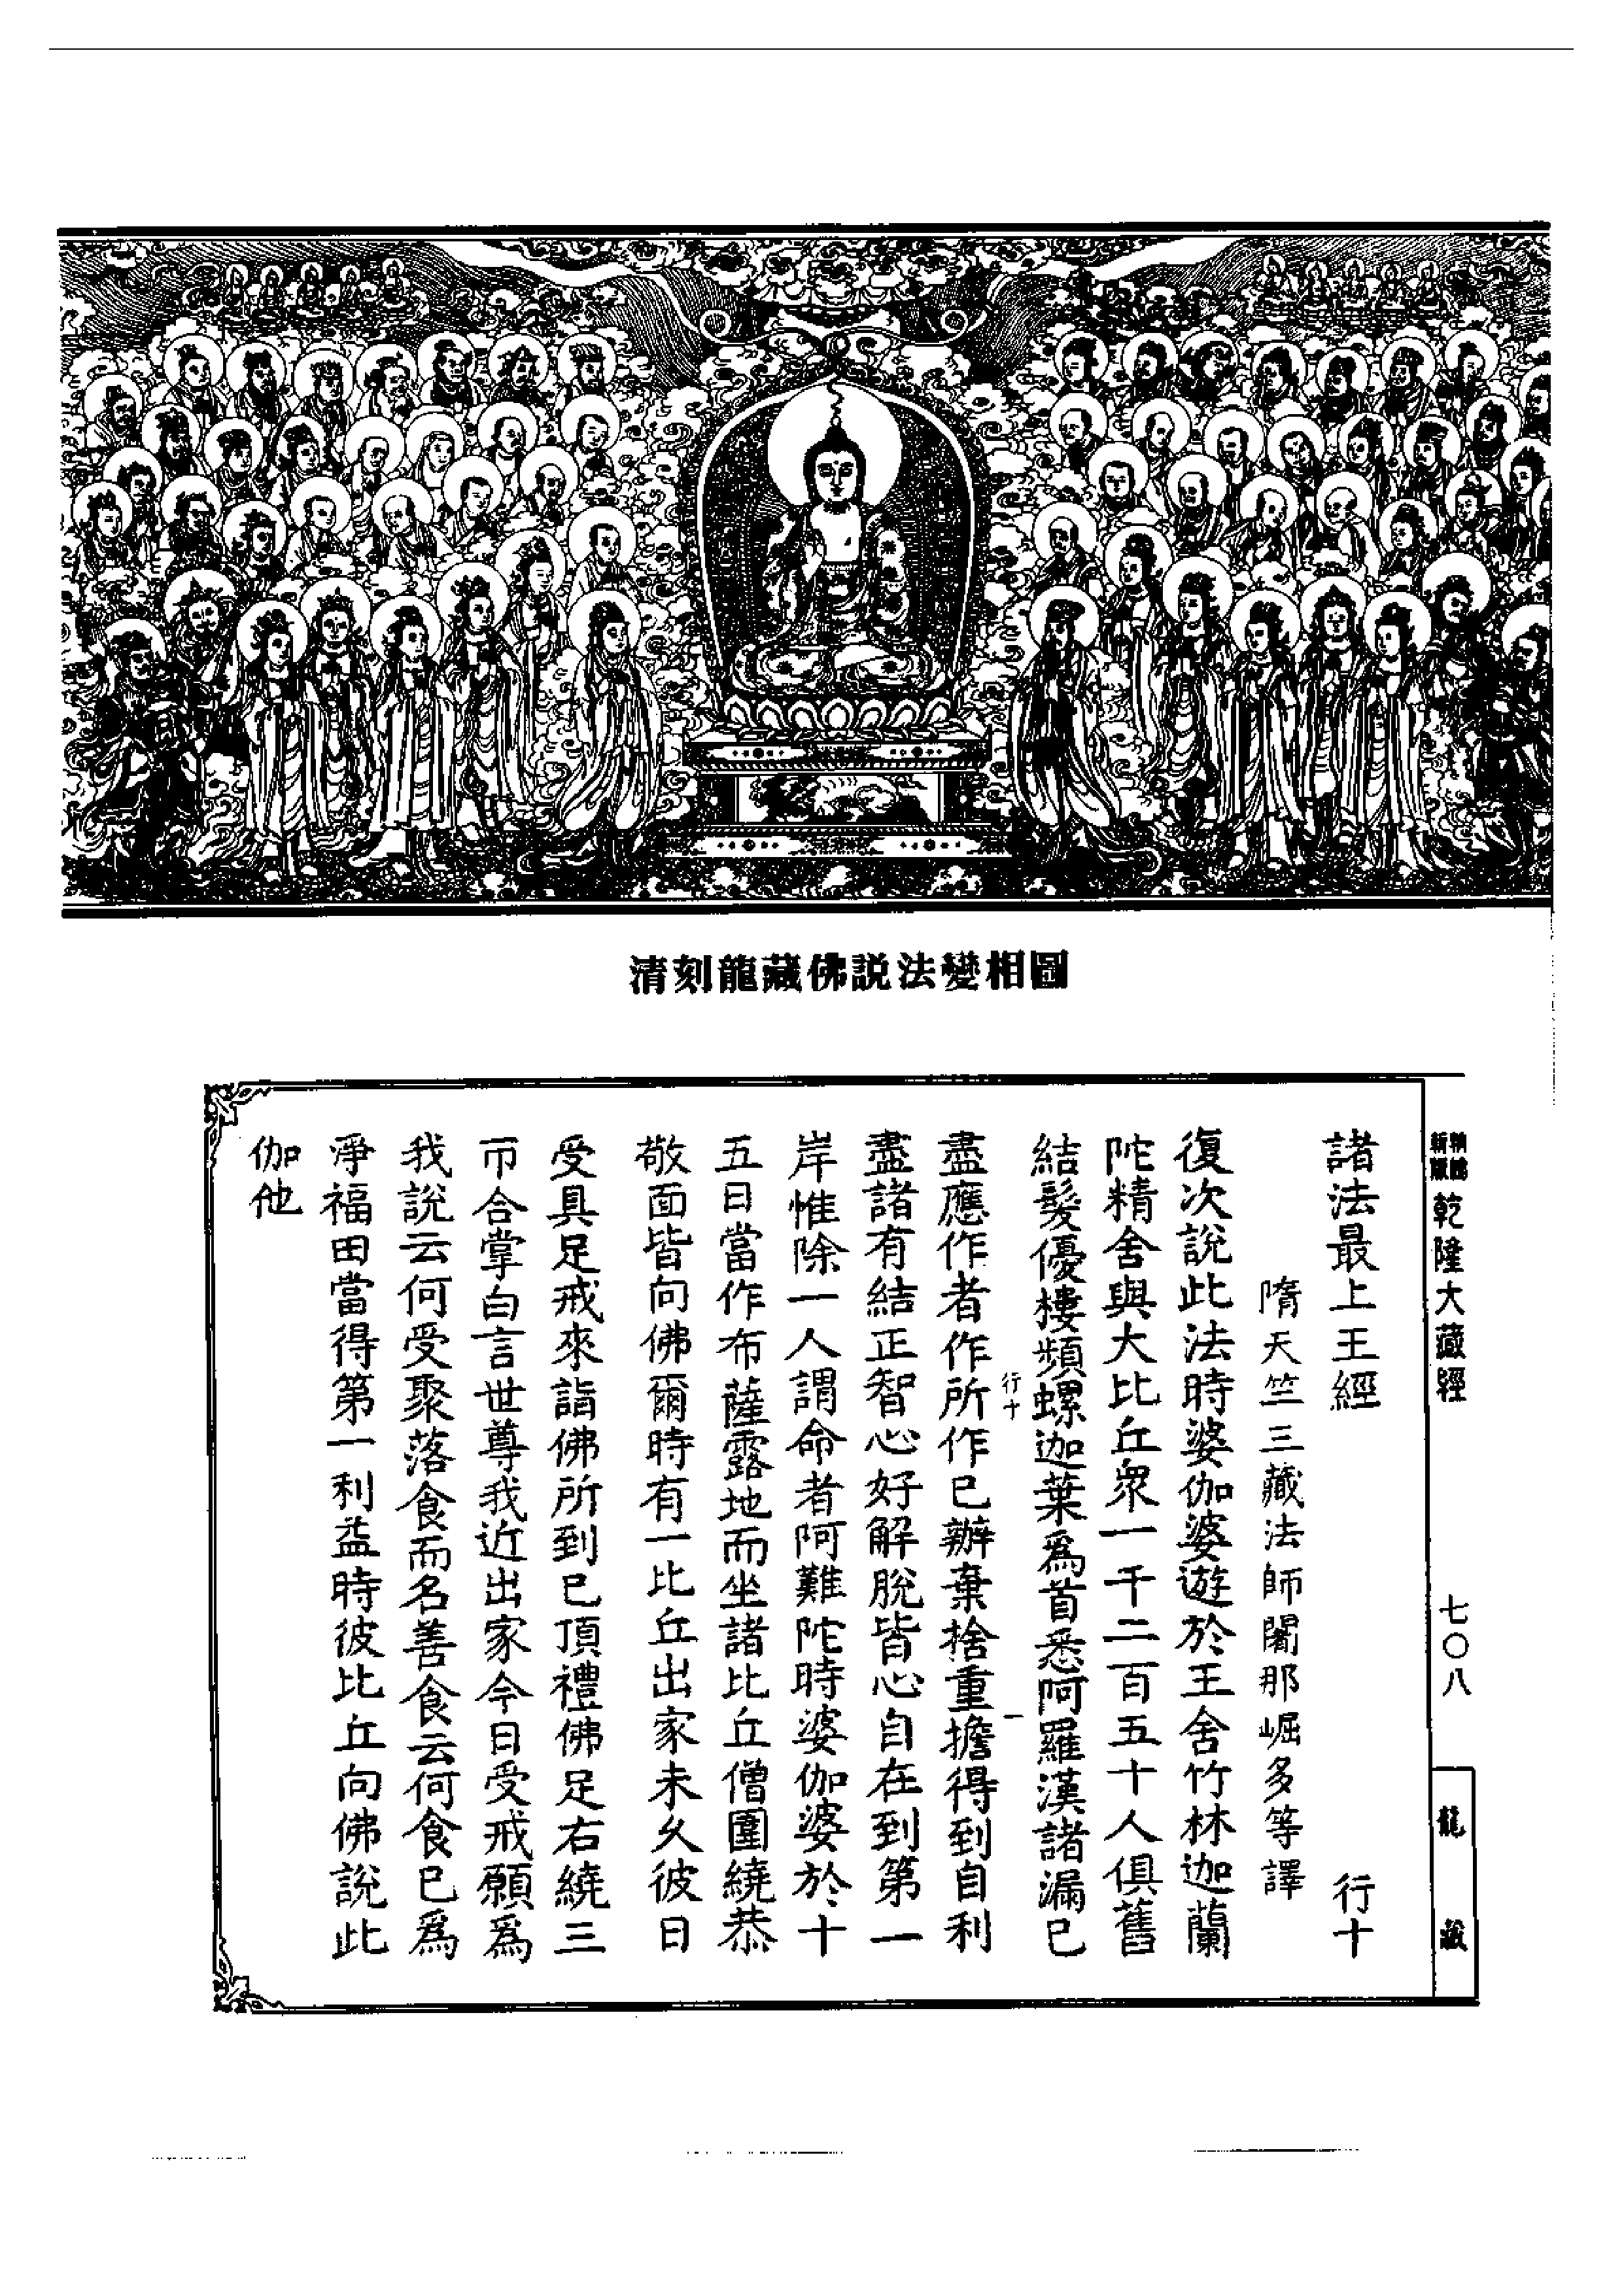 清刻龍藏佛説法變相圖
乾隆大藏經
七〇八
龍藏
諸法最上王經 行十
隋天竺三藏法師闍那崛多等譯
復次說此法時婆伽婆遊於王舍竹林迦蘭
陀精舍與大比丘衆一千二百五十人俱舊
結髮優樓頻螺迦葉爲首悉阿羅漢諸漏已
行十 一
盡應作者作所作已辦棄捨重擔得到自利
盡諸有結正智心好解脫皆心自在到第一
岸惟除一人謂命者阿難陀時婆伽婆於十
五日當作布薩露地而坐諸比丘僧圍繞恭
敬面皆向佛爾時有一比丘出家未久彼日
受具足戒來詣佛所到已頂禮佛足右繞三
帀合掌白言世尊我近出家今日受戒願爲
我說云何受聚落食而名善食云何食已爲
淨福田當得第一利益時彼比丘向佛說此
伽他